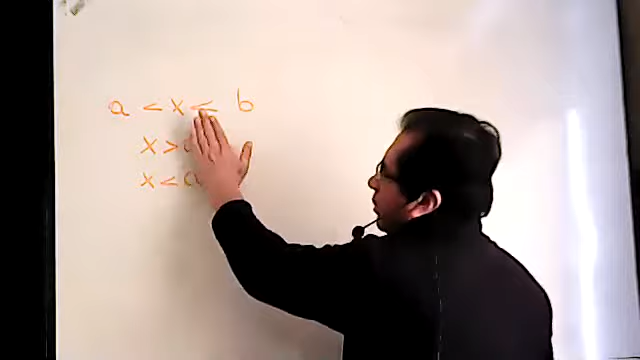 a < x < b
x >
x <